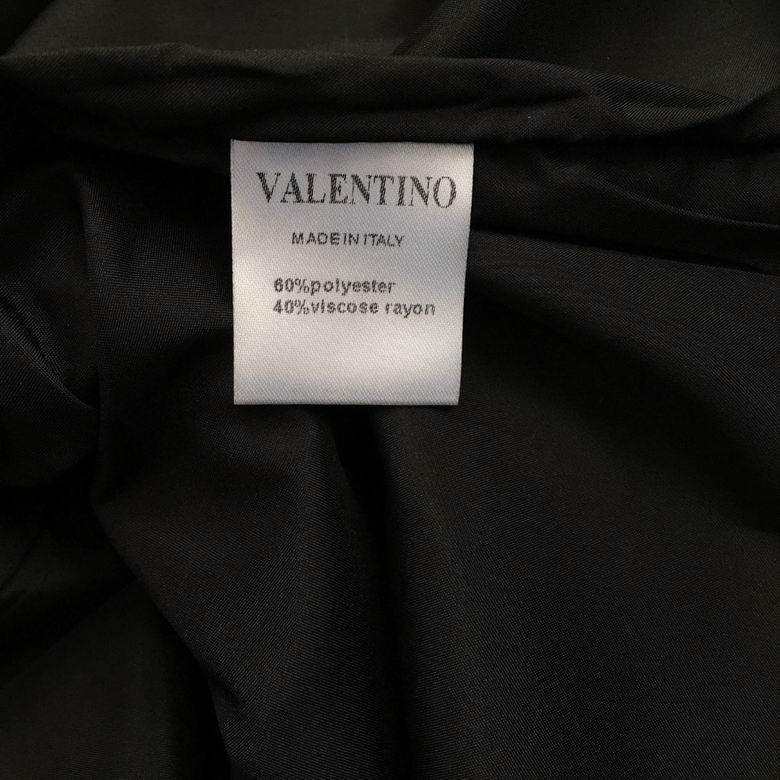 VALENTINO
MADE IN ITALY
60%polyester
40%viscose rayon